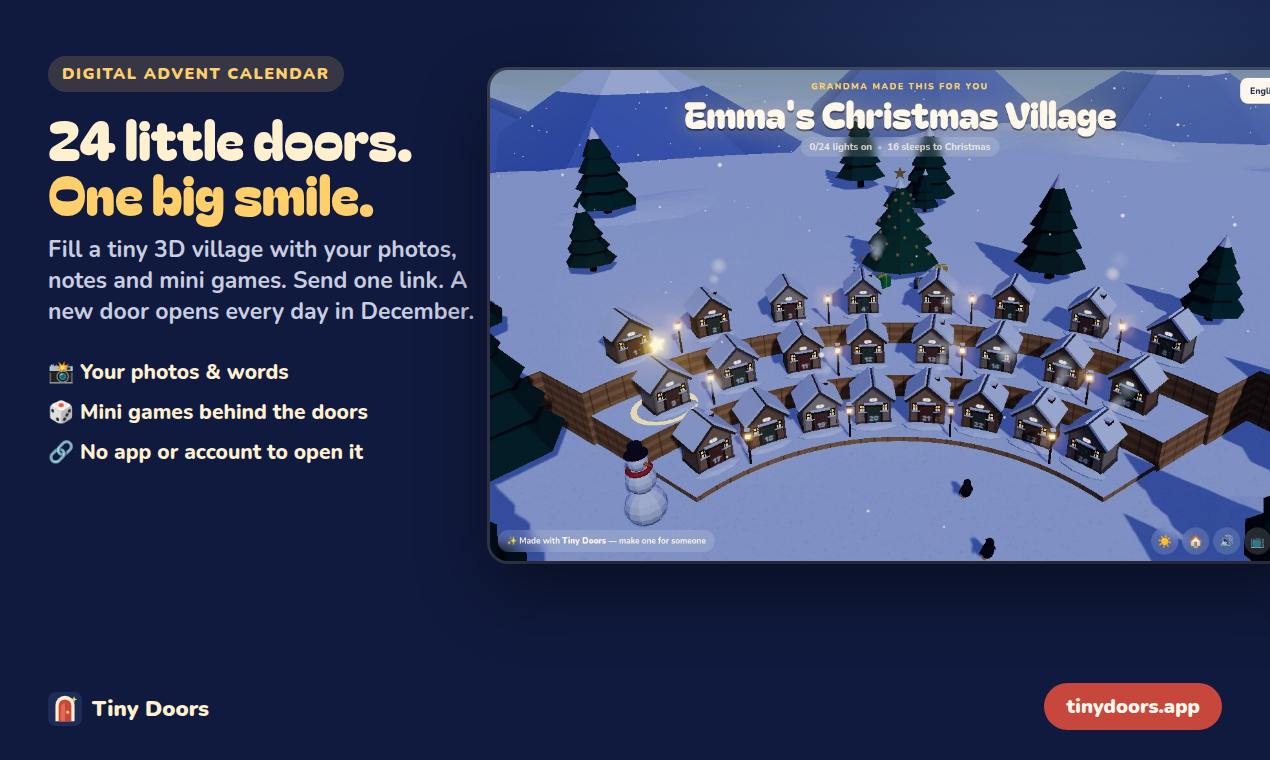 DIGITAL ADVENT CALENDAR
24 little doors.
One big smile.
Fill a tiny 3D village with your photos,
notes and mini games. Send one link. A
new door opens every day in December.
📸 Your photos & words
🎲 Mini games behind the doors
🔗 No app or account to open it
GRANDMA MADE THIS FOR YOU
Emma's Christmas Village
0/24 lights on • 16 sleeps to Christmas
✨ Made with Tiny Doors — make one for someone
Tiny Doors
tinydoors.app